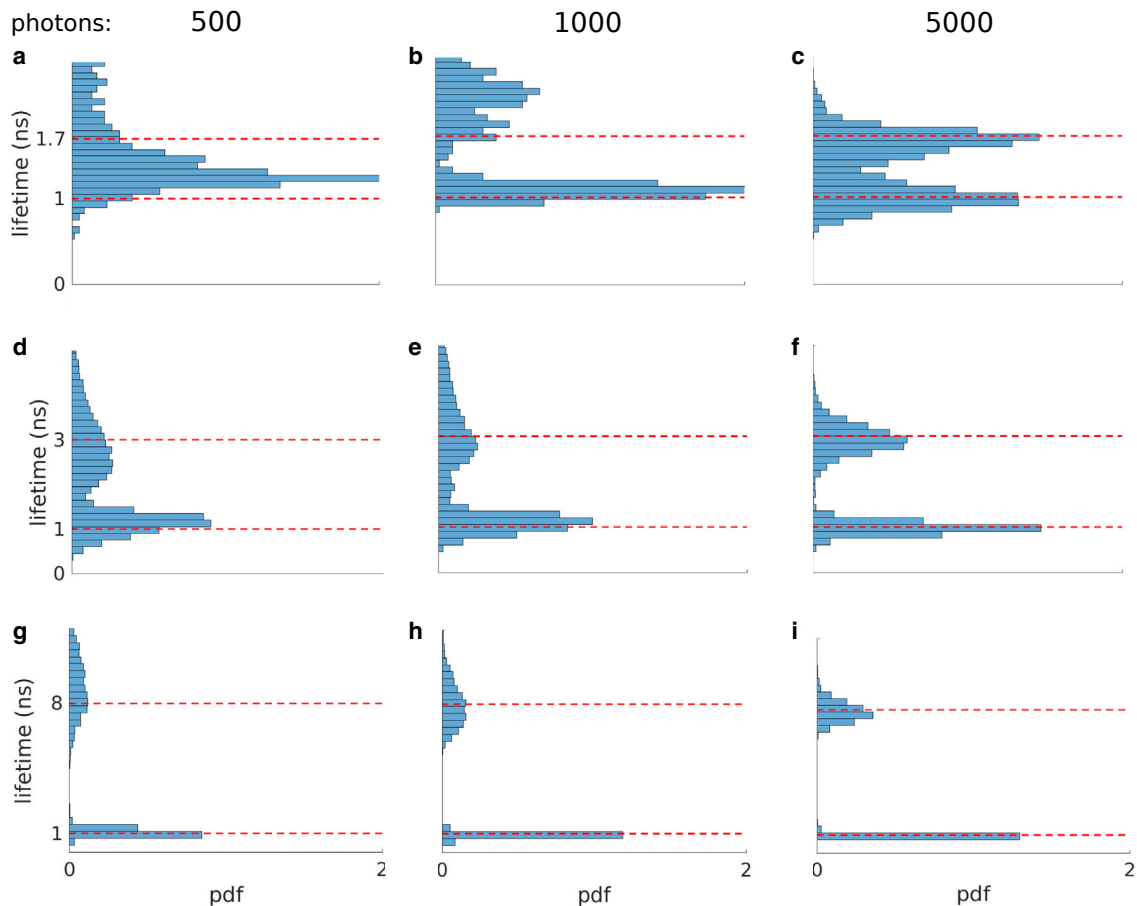 photons: 500 1000 5000
a b c
lifetime (ns)
1.7
1
0
d e f
lifetime (ns)
3
1
0
g h i
lifetime (ns)
8
1
0 2 0 2 0 2
pdf pdf pdf